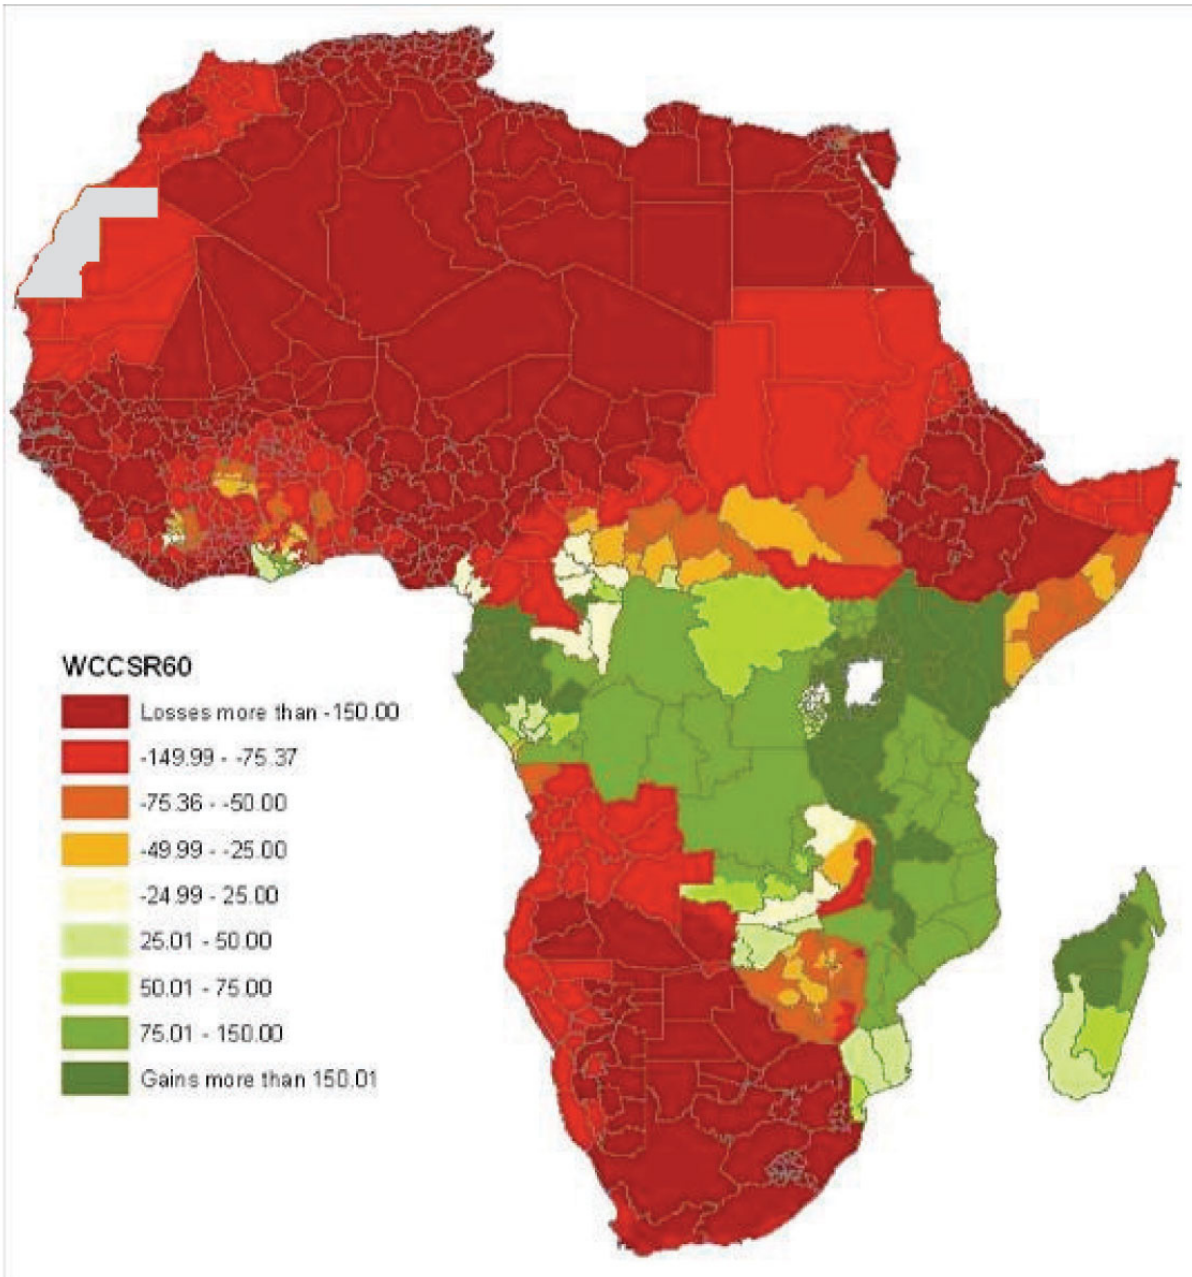 WCCSR60
Losses more than -150.00
-149.99 - -75.37
-75.36 - -50.00
-49.99 - -25.00
-24.99 - 25.00
25.01 - 50.00
50.01 - 75.00
75.01 - 150.00
Gains more than 150.01